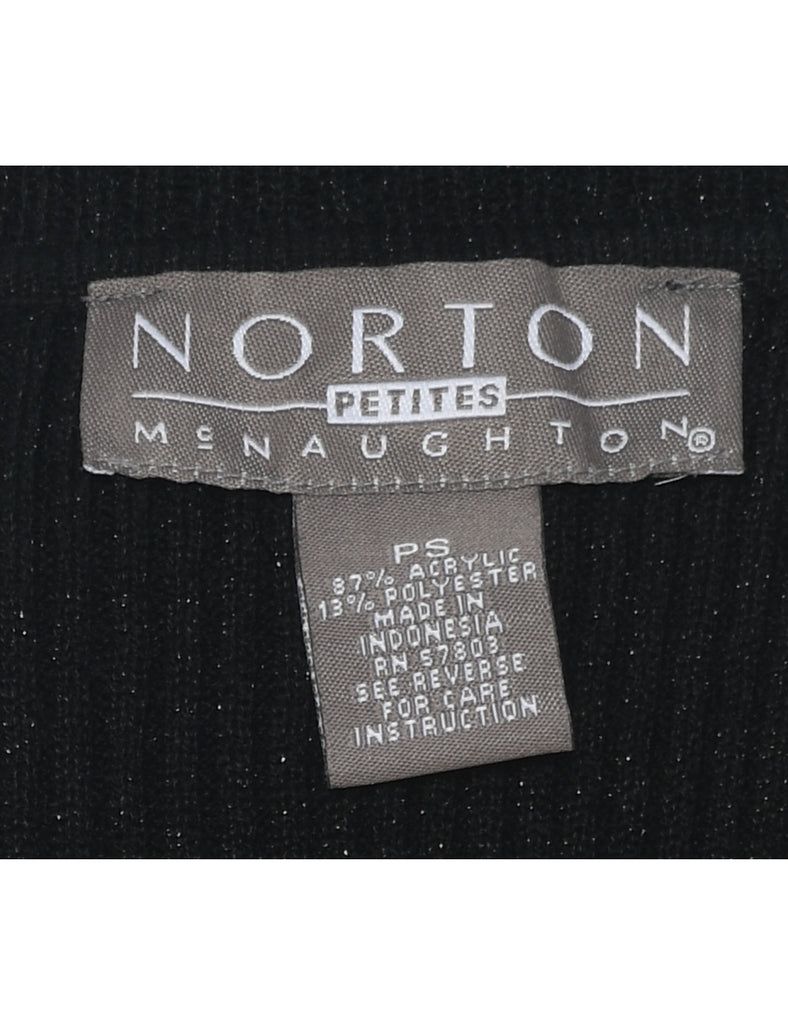 NORTON
PETITES
McNAUGHTON®
PS
87% ACRYLIC
13% POLYESTER
MADE IN
INDONESIA
RN 57803
SEE REVERSE
FOR CARE
INSTRUCTION